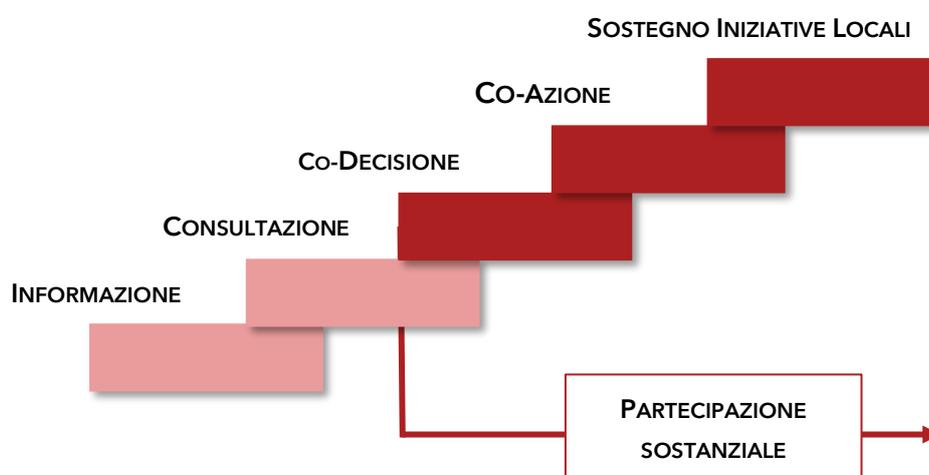 SOSTEGNO INIZIATIVE LOCALI
CO-AZIONE
CO-DECISIONE
CONSULTAZIONE
INFORMAZIONE
PARTECIPAZIONE
SOSTANZIALE